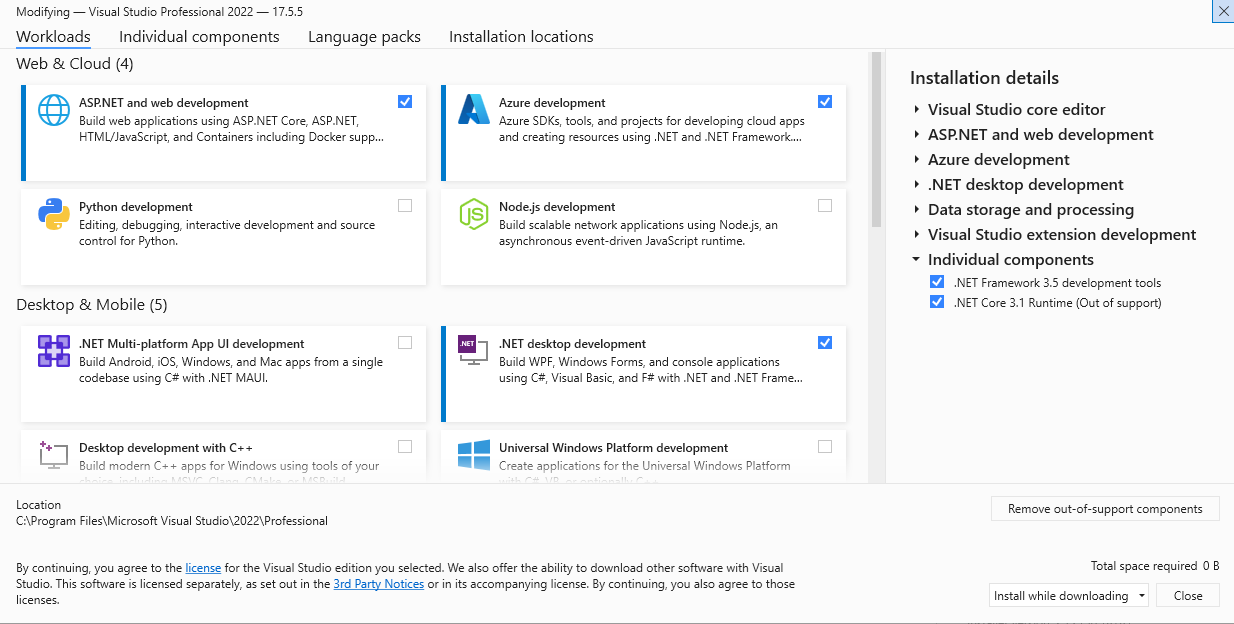 Modifying — Visual Studio Professional 2022 — 17.5.5
Workloads Individual components Language packs Installation locations
Web & Cloud (4)
ASP.NET and web development
Build web applications using ASP.NET Core, ASP.NET,
HTML/JavaScript, and Containers including Docker supp...
Azure development
Azure SDKs, tools, and projects for developing cloud apps
and creating resources using .NET and .NET Framework....
Python development
Editing, debugging, interactive development and source
control for Python.
Node.js development
Build scalable network applications using Node.js, an
asynchronous event-driven JavaScript runtime.
Desktop & Mobile (5)
.NET Multi-platform App UI development
Build Android, iOS, Windows, and Mac apps from a single
codebase using C# with .NET MAUI.
.NET
.NET desktop development
Build WPF, Windows Forms, and console applications
using C#, Visual Basic, and F# with .NET and .NET Frame...
Desktop development with C++
Build modern C++ apps for Windows using tools of your
choice, including MSVC, Clang, CMake, or MSBuild.
Universal Windows Platform development
Create applications for the Universal Windows Platform
with C#, VB, or optionally C++.
Installation details
Visual Studio core editor
ASP.NET and web development
Azure development
.NET desktop development
Data storage and processing
Visual Studio extension development
Individual components
.NET Framework 3.5 development tools
.NET Core 3.1 Runtime (Out of support)
Location
C:\Program Files\Microsoft Visual Studio\2022\Professional
Remove out-of-support components
By continuing, you agree to the license for the Visual Studio edition you selected. We also offer the ability to download other software with Visual
Studio. This software is licensed separately, as set out in the 3rd Party Notices or in its accompanying license. By continuing, you also agree to those
licenses.
Total space required 0 B
Install while downloading
Close